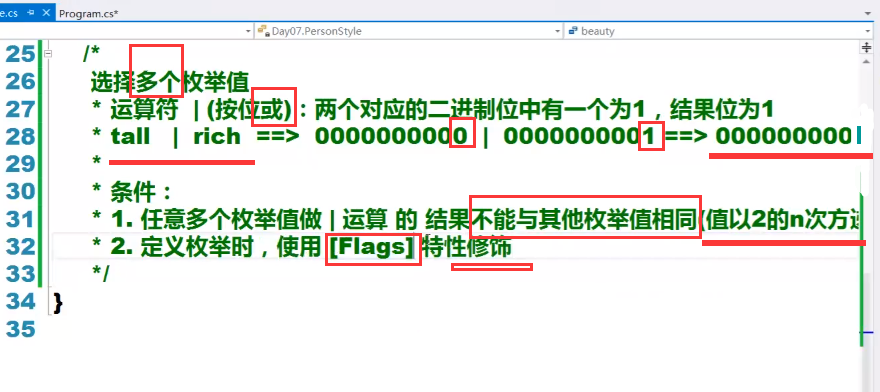 e.cs Program.cs*
Day07.PersonStyle beauty
25 /*
26 选择多个枚举值
27 * 运算符 | (按位或)：两个对应的二进制位中有一个为1，结果位为1
28 * tall | rich ==> 0000000000 | 0000000001 ==> 000000000
29 *
30 * 条件：
31 * 1. 任意多个枚举值做 | 运算 的 结果不能与其他枚举值相同(值以2的n次方
32 * 2. 定义枚举时，使用 [Flags] 特性修饰
33 */
34 }
35